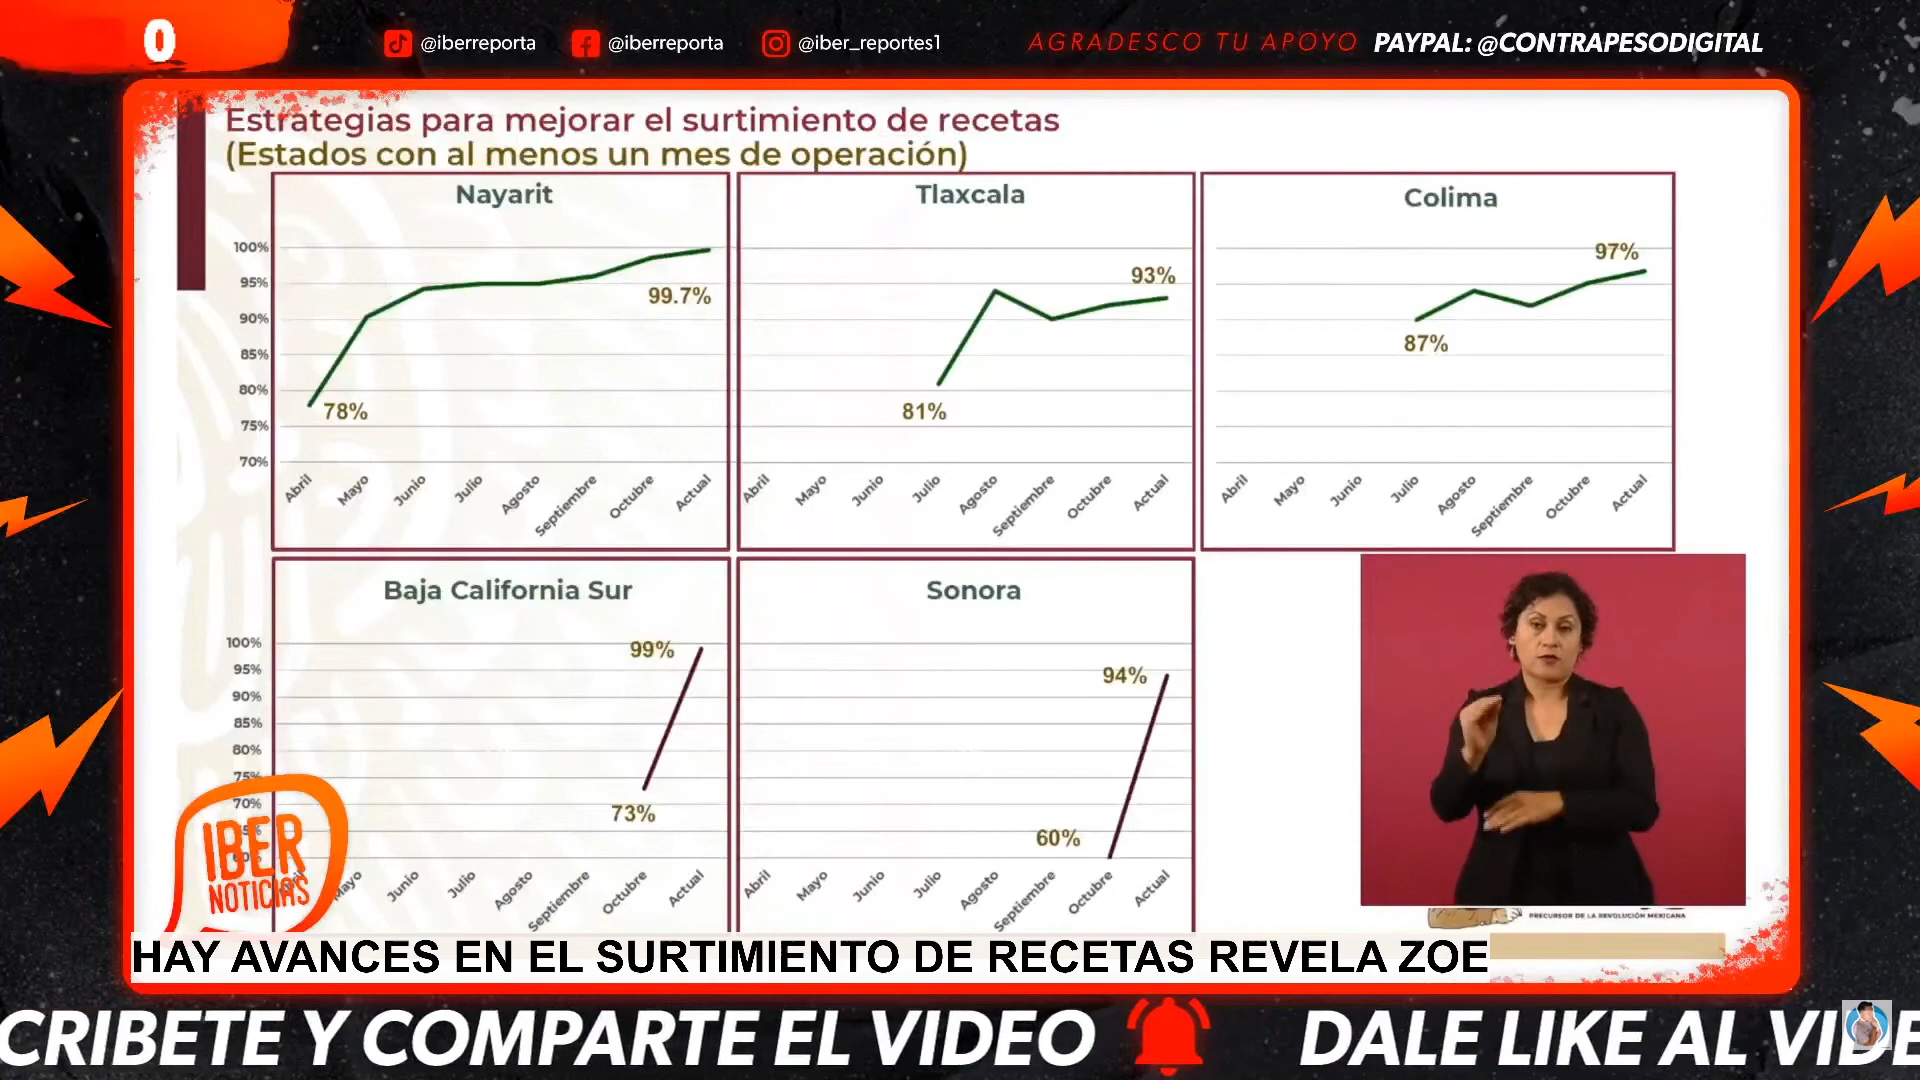 0
@iberreporta
@iberreporta
@iber_reportes1
AGRADESCO TU APOYO PAYPAL: @CONTRAPESODIGITAL
Estrategias para mejorar el surtimiento de recetas
(Estados con al menos un mes de operación)
Nayarit
100%
95%
90%
85%
80%
75%
70%
99.7%
78%
Abril Mayo Junio Julio Agosto Septiembre Octubre Actual
Tlaxcala
93%
81%
Abril Mayo Junio Julio Agosto Septiembre Octubre Actual
Colima
97%
87%
Abril Mayo Junio Julio Agosto Septiembre Octubre Actual
Baja California Sur
100%
95%
90%
85%
80%
75%
70%
99%
73%
Mayo Junio Julio Agosto Septiembre Octubre Actual
Sonora
94%
60%
Abril Mayo Junio Julio Agosto Septiembre Octubre Actual
IBER
NOTICIAS
PRECURSOR DE LA REVOLUCIÓN MEXICANA
HAY AVANCES EN EL SURTIMIENTO DE RECETAS REVELA ZOE
CRIBETE Y COMPARTE EL VIDEO DALE LIKE AL VIDE